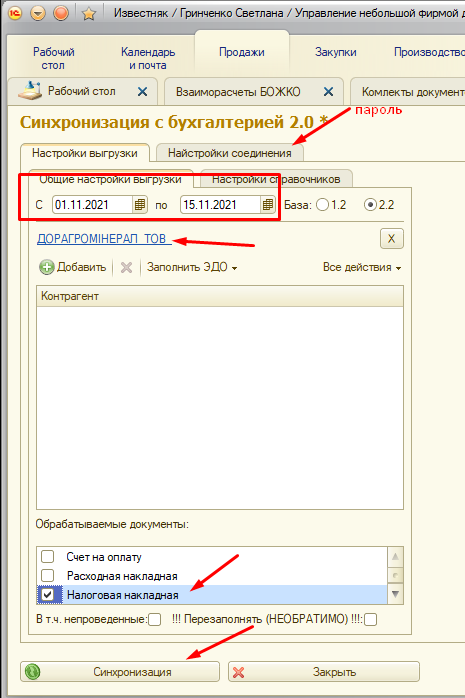 Известняк / Гринченко Светлана / Управление небольшой фирмой д
Рабочий стол
Календарь и почта
Продажи
Закупки
Производство
Рабочий стол
Взаиморасчеты БОЖКО
Комлекты документ
пароль
Синхронизация с бухгалтерией 2.0 *
Настройки выгрузки
Найстройки соединения
Общие настройки выгрузки
Настройки справочников
С 01.11.2021 по 15.11.2021 База: 1.2 2.2
ДОРАГРОМІНЕРАЛ ТОВ
X
Добавить
Заполнить ЭДО
Все действия
Контрагент
Обрабатываемые документы:
Счет на оплату
Расходная накладная
Налоговая накладная
В т.ч. непроведенные: !!! Перезаполнять (НЕОБРАТИМО) !!!:
Синхронизация
Закрыть